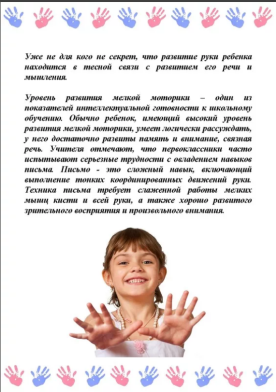 Уже не для кого не секрет, что развитие руки ребенка
находится в тесной связи с развитием его речи и
мышления.
Уровень развития мелкой моторики – один из
показателей интеллектуальной готовности к школьному
обучению. Обычно ребенок, имеющий высокий уровень
развития мелкой моторики, умеет логически рассуждать,
у него достаточно развиты память и внимание, связная
речь. Учителя отмечают, что первоклассники часто
испытывают серьезные трудности с овладением навыков
письма. Письмо - это сложный навык, включающий
выполнение тонких координированных движений руки.
Техника письма требует слаженной работы мелких
мышц кисти и всей руки, а также хорошо развитого
зрительного восприятия и произвольного внимания.